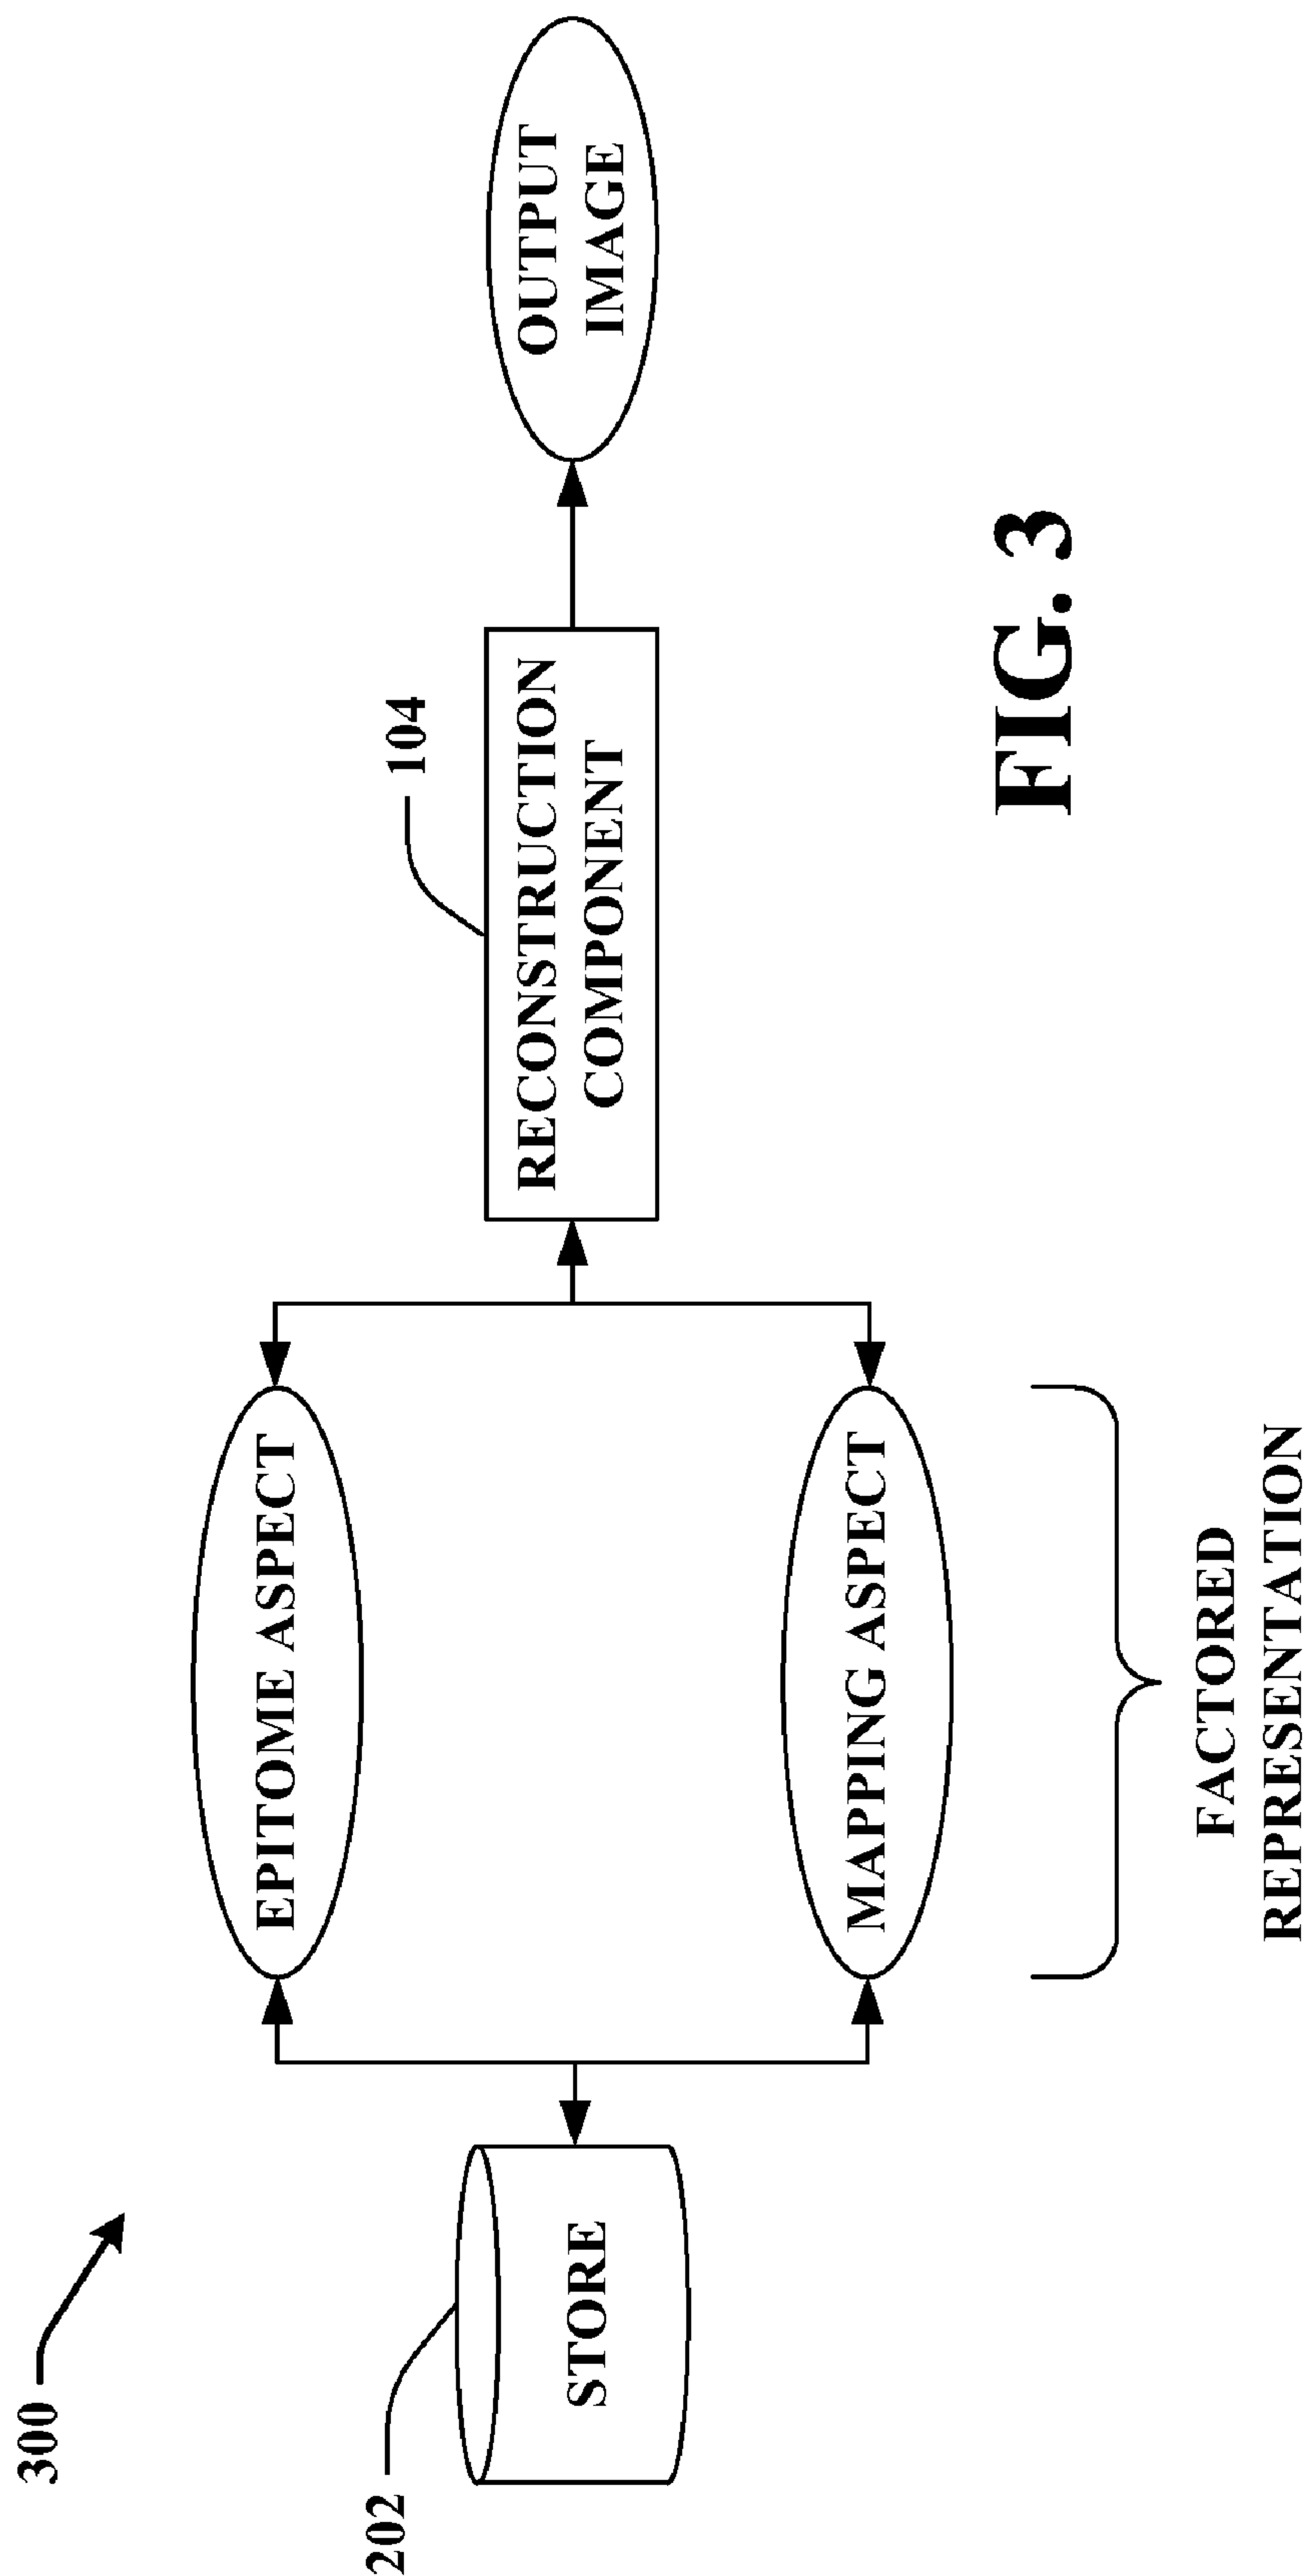 300
202
STORE
EPITOME ASPECT
MAPPING ASPECT
FACTORED
REPRESENTATION
104
RECONSTRUCTION
COMPONENT
OUTPUT
IMAGE
FIG. 3